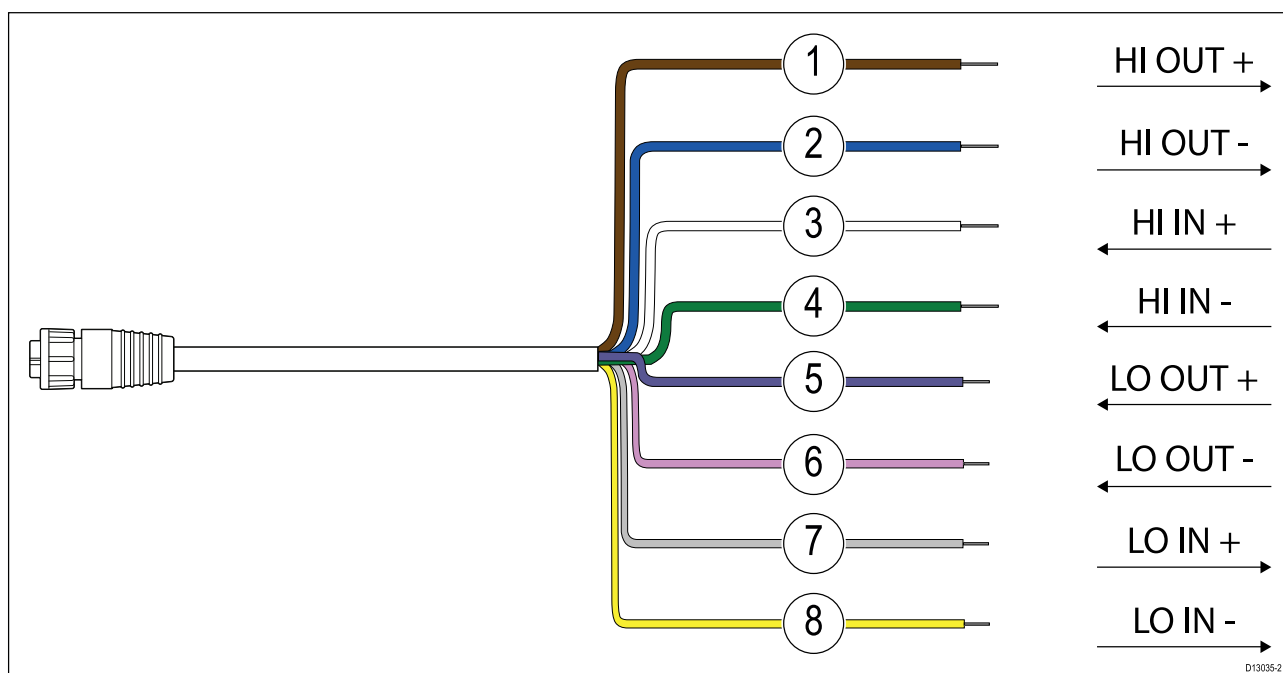 1 HI OUT +
2 HI OUT -
3 HI IN +
4 HI IN -
5 LO OUT +
6 LO OUT -
7 LO IN +
8 LO IN -
D13035-2